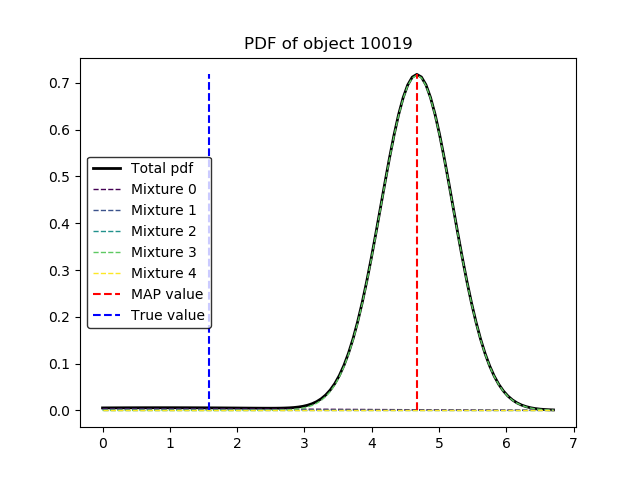 PDF of object 10019
0.7
0.6
0.5
0.4
0.3
0.2
0.1
0.0
Total pdf
Mixture 0
Mixture 1
Mixture 2
Mixture 3
Mixture 4
MAP value
True value
0 1 2 3 4 5 6 7